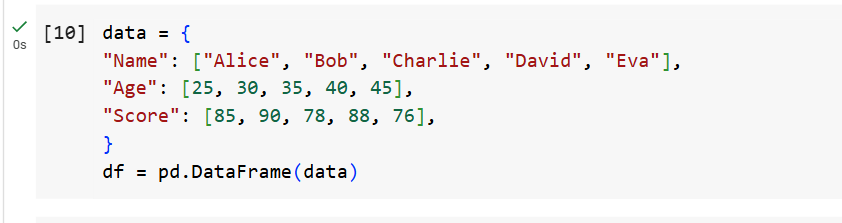 [10] data = {
"Name": ["Alice", "Bob", "Charlie", "David", "Eva"],
"Age": [25, 30, 35, 40, 45],
"Score": [85, 90, 78, 88, 76],
}
df = pd.DataFrame(data)
0s